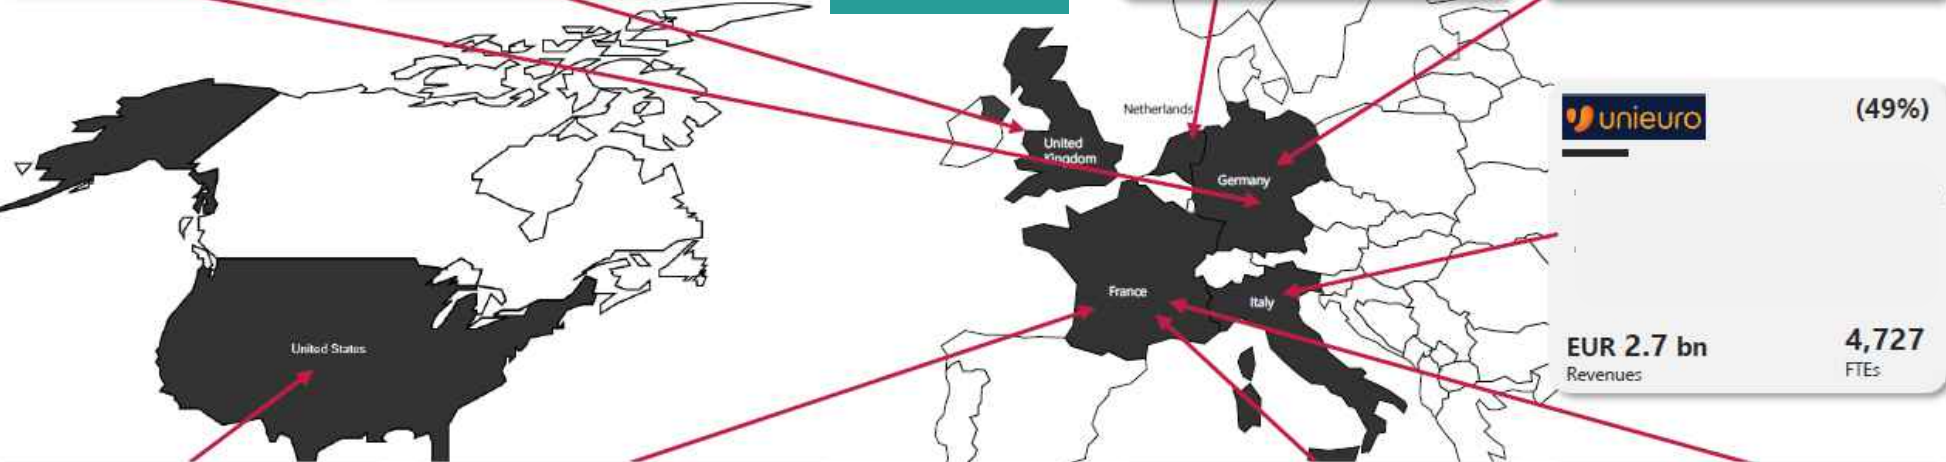 Netherlands
United
Kingdom
Germany
France
Italy
United States
unieuro
(49%)
EUR 2.7 bn
Revenues
4,727
FTEs